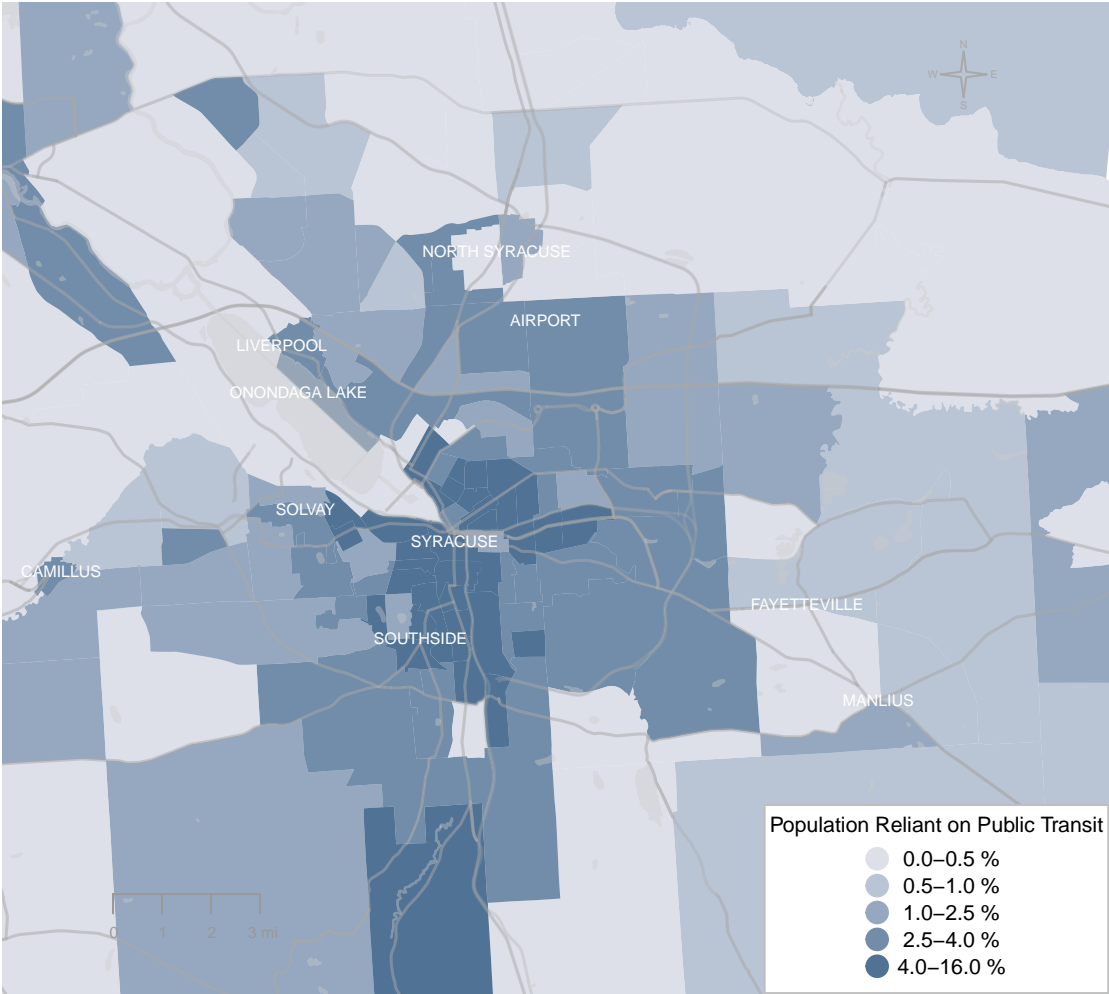 N
W E
S
NORTH SYRACUSE
AIRPORT
LIVERPOOL
ONONDAGA LAKE
SOLVAY
SYRACUSE
CAMILLUS
FAYETTEVILLE
SOUTHSIDE
MANLIUS
Population Reliant on Public Transit
0.0–0.5 %
0.5–1.0 %
1.0–2.5 %
2.5–4.0 %
4.0–16.0 %
0 1 2 3 mi